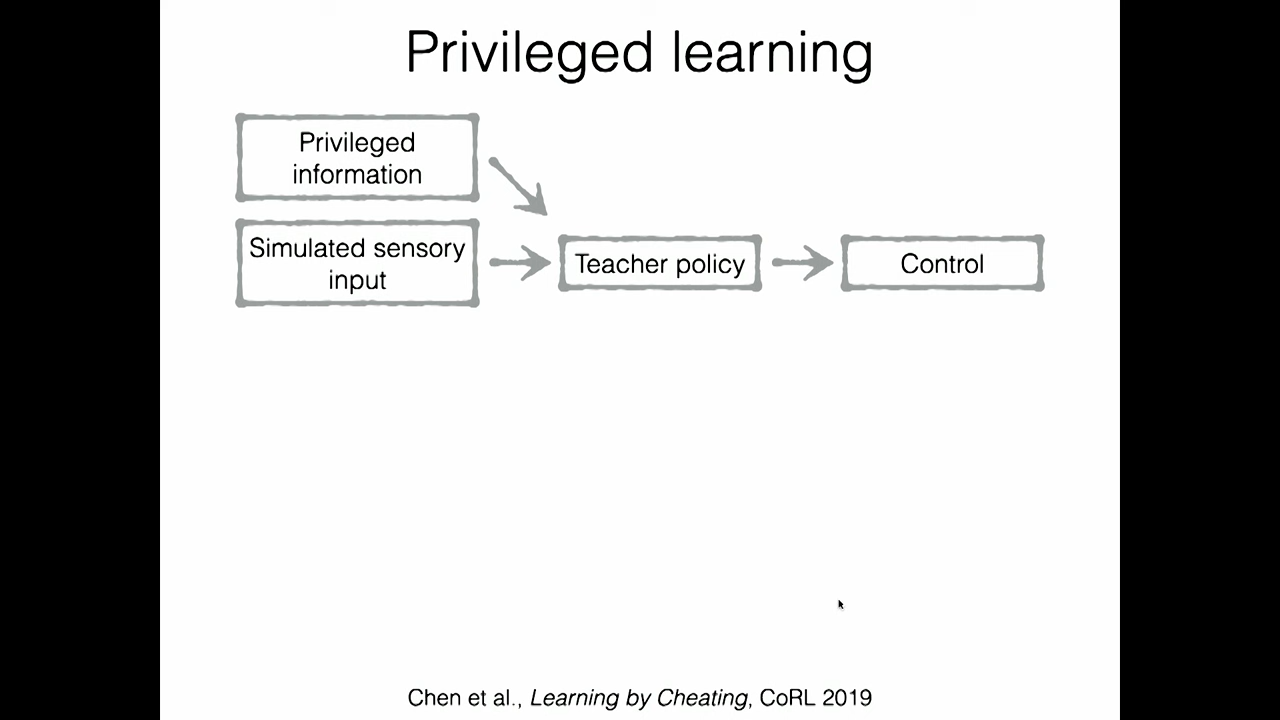 Privileged learning
Privileged
information
Simulated sensory
input
Teacher policy
Control
Chen et al., Learning by Cheating, CoRL 2019